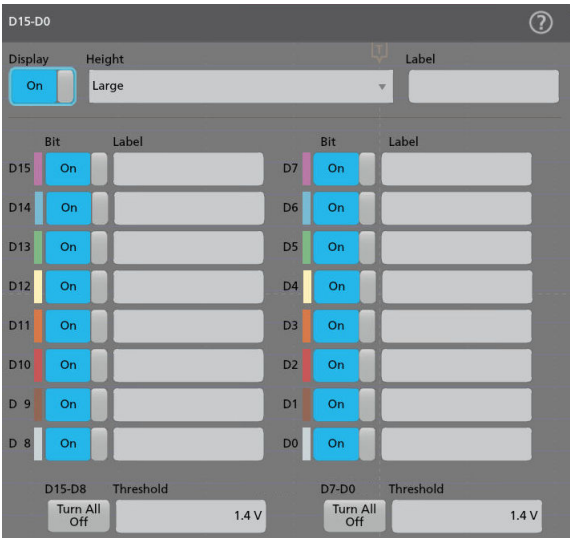 D15-D0 ?
Display Height Label
On Large
T
Bit Label Bit Label
D15 On D7 On
D14 On D6 On
D13 On D5 On
D12 On D4 On
D11 On D3 On
D10 On D2 On
D 9 On D1 On
D 8 On D0 On
D15-D8 Threshold D7-D0 Threshold
Turn All Off 1.4 V Turn All Off 1.4 V